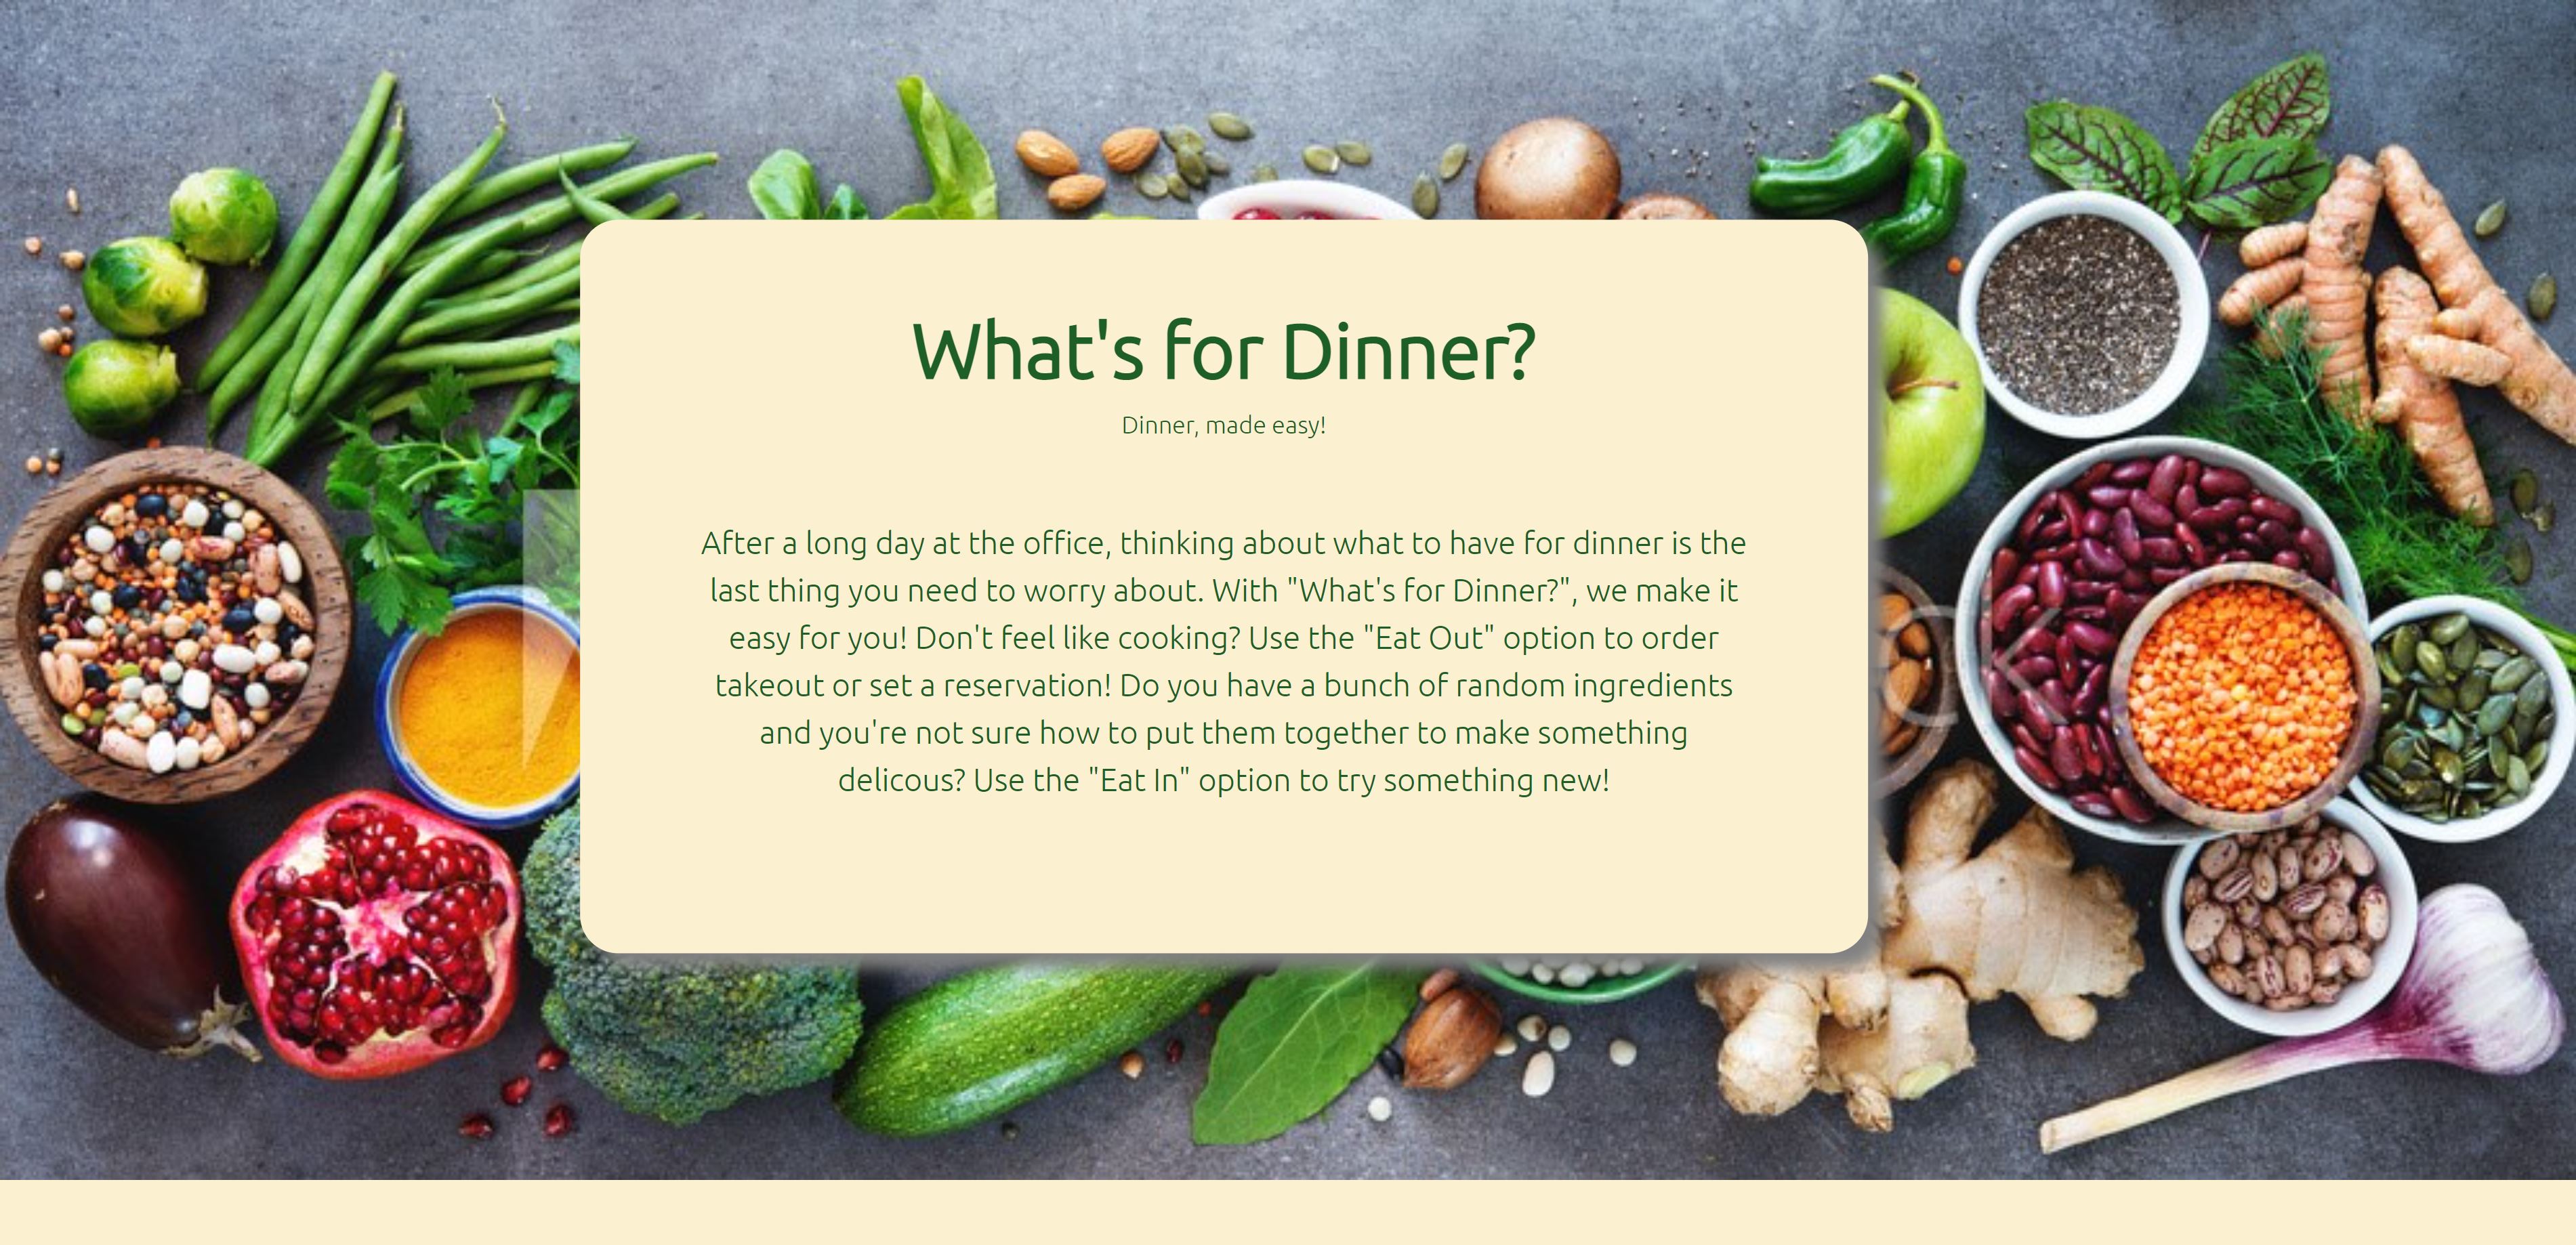 What's for Dinner?
Dinner, made easy!
After a long day at the office, thinking about what to have for dinner is the
last thing you need to worry about. With "What's for Dinner?", we make it
easy for you! Don't feel like cooking? Use the "Eat Out" option to order
takeout or set a reservation! Do you have a bunch of random ingredients
and you're not sure how to put them together to make something
delicous? Use the "Eat In" option to try something new!